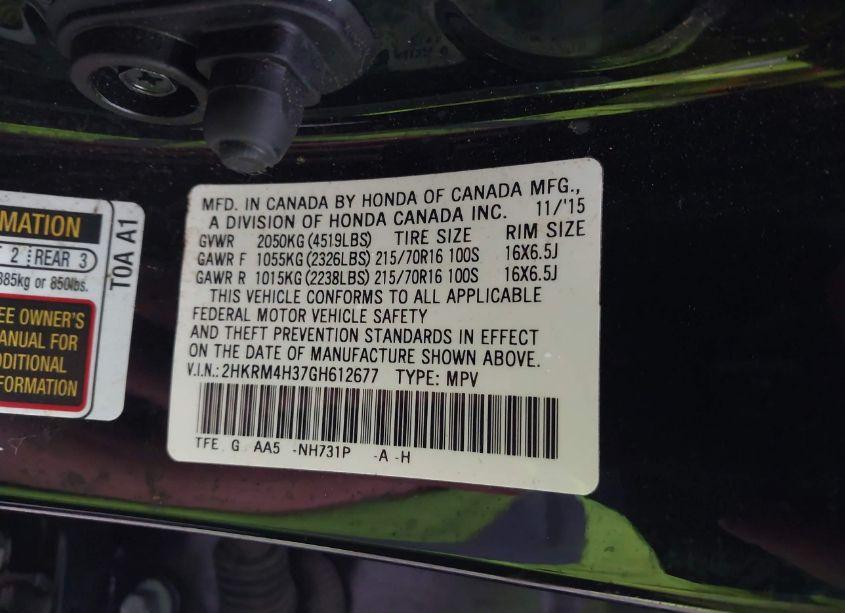 MATION
T 2 REAR 3
385kg or 850lbs.
EE OWNER'S
MANUAL FOR
DDITIONAL
NFORMATION
TOA A1
MFD. IN CANADA BY HONDA OF CANADA MFG.,
A DIVISION OF HONDA CANADA INC. 11/'15
GVWR 2050KG (4519LBS) TIRE SIZE RIM SIZE
GAWR F 1055KG (2326LBS) 215/70R16 100S 16X6.5J
GAWR R 1015KG (2238LBS) 215/70R16 100S 16X6.5J
THIS VEHICLE CONFORMS TO ALL APPLICABLE
FEDERAL MOTOR VEHICLE SAFETY
AND THEFT PREVENTION STANDARDS IN EFFECT
ON THE DATE OF MANUFACTURE SHOWN ABOVE.
V.I.N.: 2HKRM4H37GH612677 TYPE: MPV
TFE G AA5 -NH731P -A -H